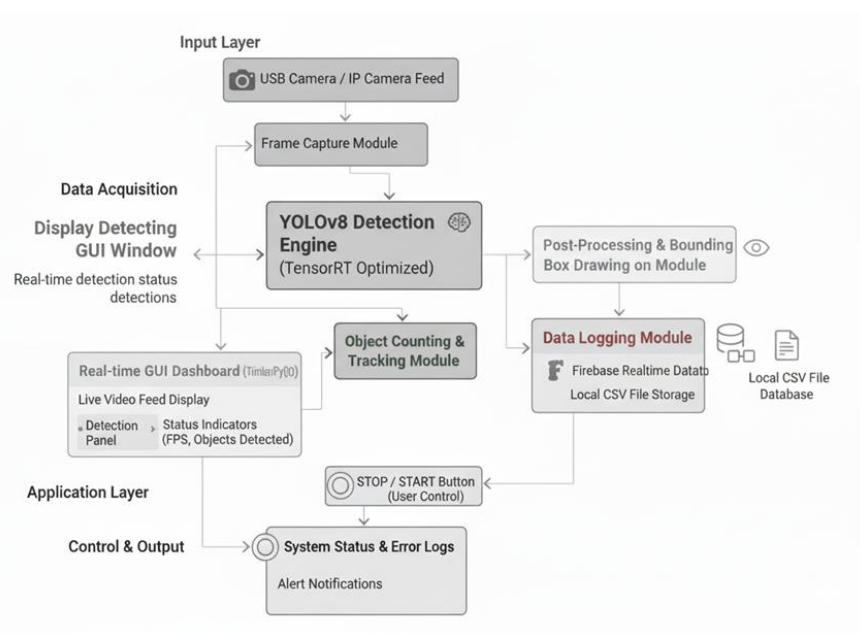 Input Layer
USB Camera / IP Camera Feed
Frame Capture Module
Data Acquisition
Display Detecting
GUI Window
Real-time detection status
detections
YOLOv8 Detection
Engine
(TensorRT Optimized)
Post-Processing & Bounding
Box Drawing on Module
Object Counting &
Tracking Module
Data Logging Module
Firebase Realtime Datatb
Local CSV File Storage
Local CSV File
Database
Real-time GUI Dashboard
Live Video Feed Display
Detection
Panel
Status Indicators
(FPS, Objects Detected)
Application Layer
STOP / START Button
(User Control)
Control & Output
System Status & Error Logs
Alert Notifications